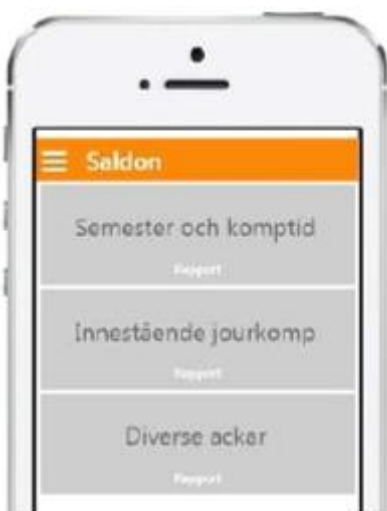 Saldon
Semester och komptid
Rapport
Innestående jourkomp
Rapport
Diverse acker
Rapport